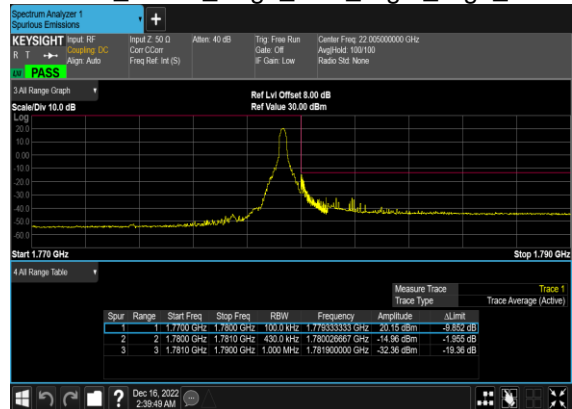 Spectrum Analyzer 1
Spurious Emissions
+
KEYSIGHT Input: RF Input Z: 50 Ω Atten: 40 dB Trig: Free Run Center Freq: 22.005000000 GHz
R T Coupling: DC Corr CCorr Gate: Off Avg|Hold: 100/100
Align: Auto Freq Ref: Int (S) IF Gain: Low Radio Std: None
PASS
3 All Range Graph Ref Lvl Offset 8.00 dB
Scale/Div 10.0 dB Ref Value 30.00 dBm
Log
20.0
10.0
0.00
-10.0
-20.0
-30.0
-40.0
-50.0
-60.0
Start 1.770 GHz Stop 1.790 GHz
4 All Range Table
Measure Trace Trace 1
Trace Type Trace Average (Active)
Spur Range Start Freq Stop Freq RBW Frequency Amplitude ΔLimit
1 1 1.7700 GHz 1.7800 GHz 100.0 kHz 1.779333333 GHz 20.15 dBm -9.852 dB
2 2 1.7800 GHz 1.7810 GHz 430.0 kHz 1.780026667 GHz -14.96 dBm -1.955 dB
3 3 1.7810 GHz 1.7900 GHz 1.000 MHz 1.781900000 GHz -32.36 dBm -19.36 dB
? Dec 16, 2022
2:39:49 AM